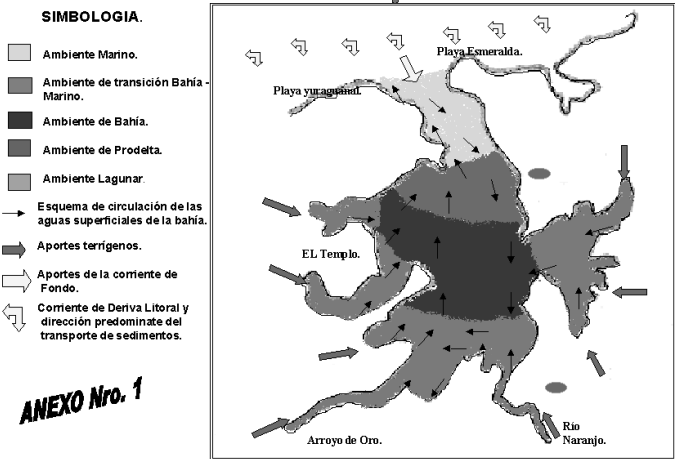 SIMBOLOGIA.
Ambiente Marino.
Ambiente de transición Bahía -
Marino.
Ambiente de Bahía.
Ambiente de Prodelta.
Ambiente Lagunar.
Esquema de circulación de las
aguas superficiales de la bahía.
Aportes terrígenos.
Aportes de la corriente de
Fondo.
Corriente de Deriva Litoral y
dirección predominate del
transporte de sedimentos.
ANEXO Nro. 1
Playa Esmeralda.
Playa yuraguanal.
EL Templo.
Arroyo de Oro.
Río
Naranjo.